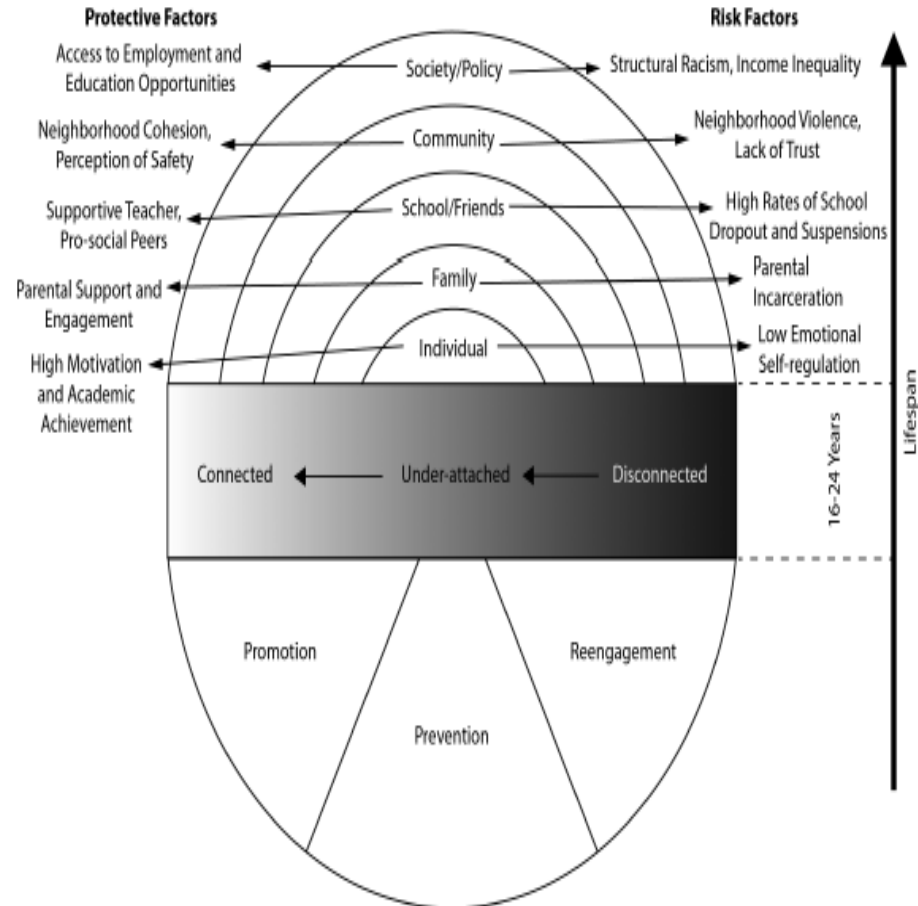 Protective Factors
Risk Factors
Access to Employment and
Education Opportunities
Society/Policy
Structural Racism, Income Inequality
Neighborhood Cohesion,
Perception of Safety
Community
Neighborhood Violence,
Lack of Trust
Supportive Teacher,
Pro-social Peers
School/Friends
High Rates of School
Dropout and Suspensions
Parental Support and
Engagement
Family
Parental
Incarceration
High Motivation
and Academic
Achievement
Individual
Low Emotional
Self-regulation
Connected
Under-attached
Disconnected
16-24 Years
Lifespan
Promotion
Prevention
Reengagement